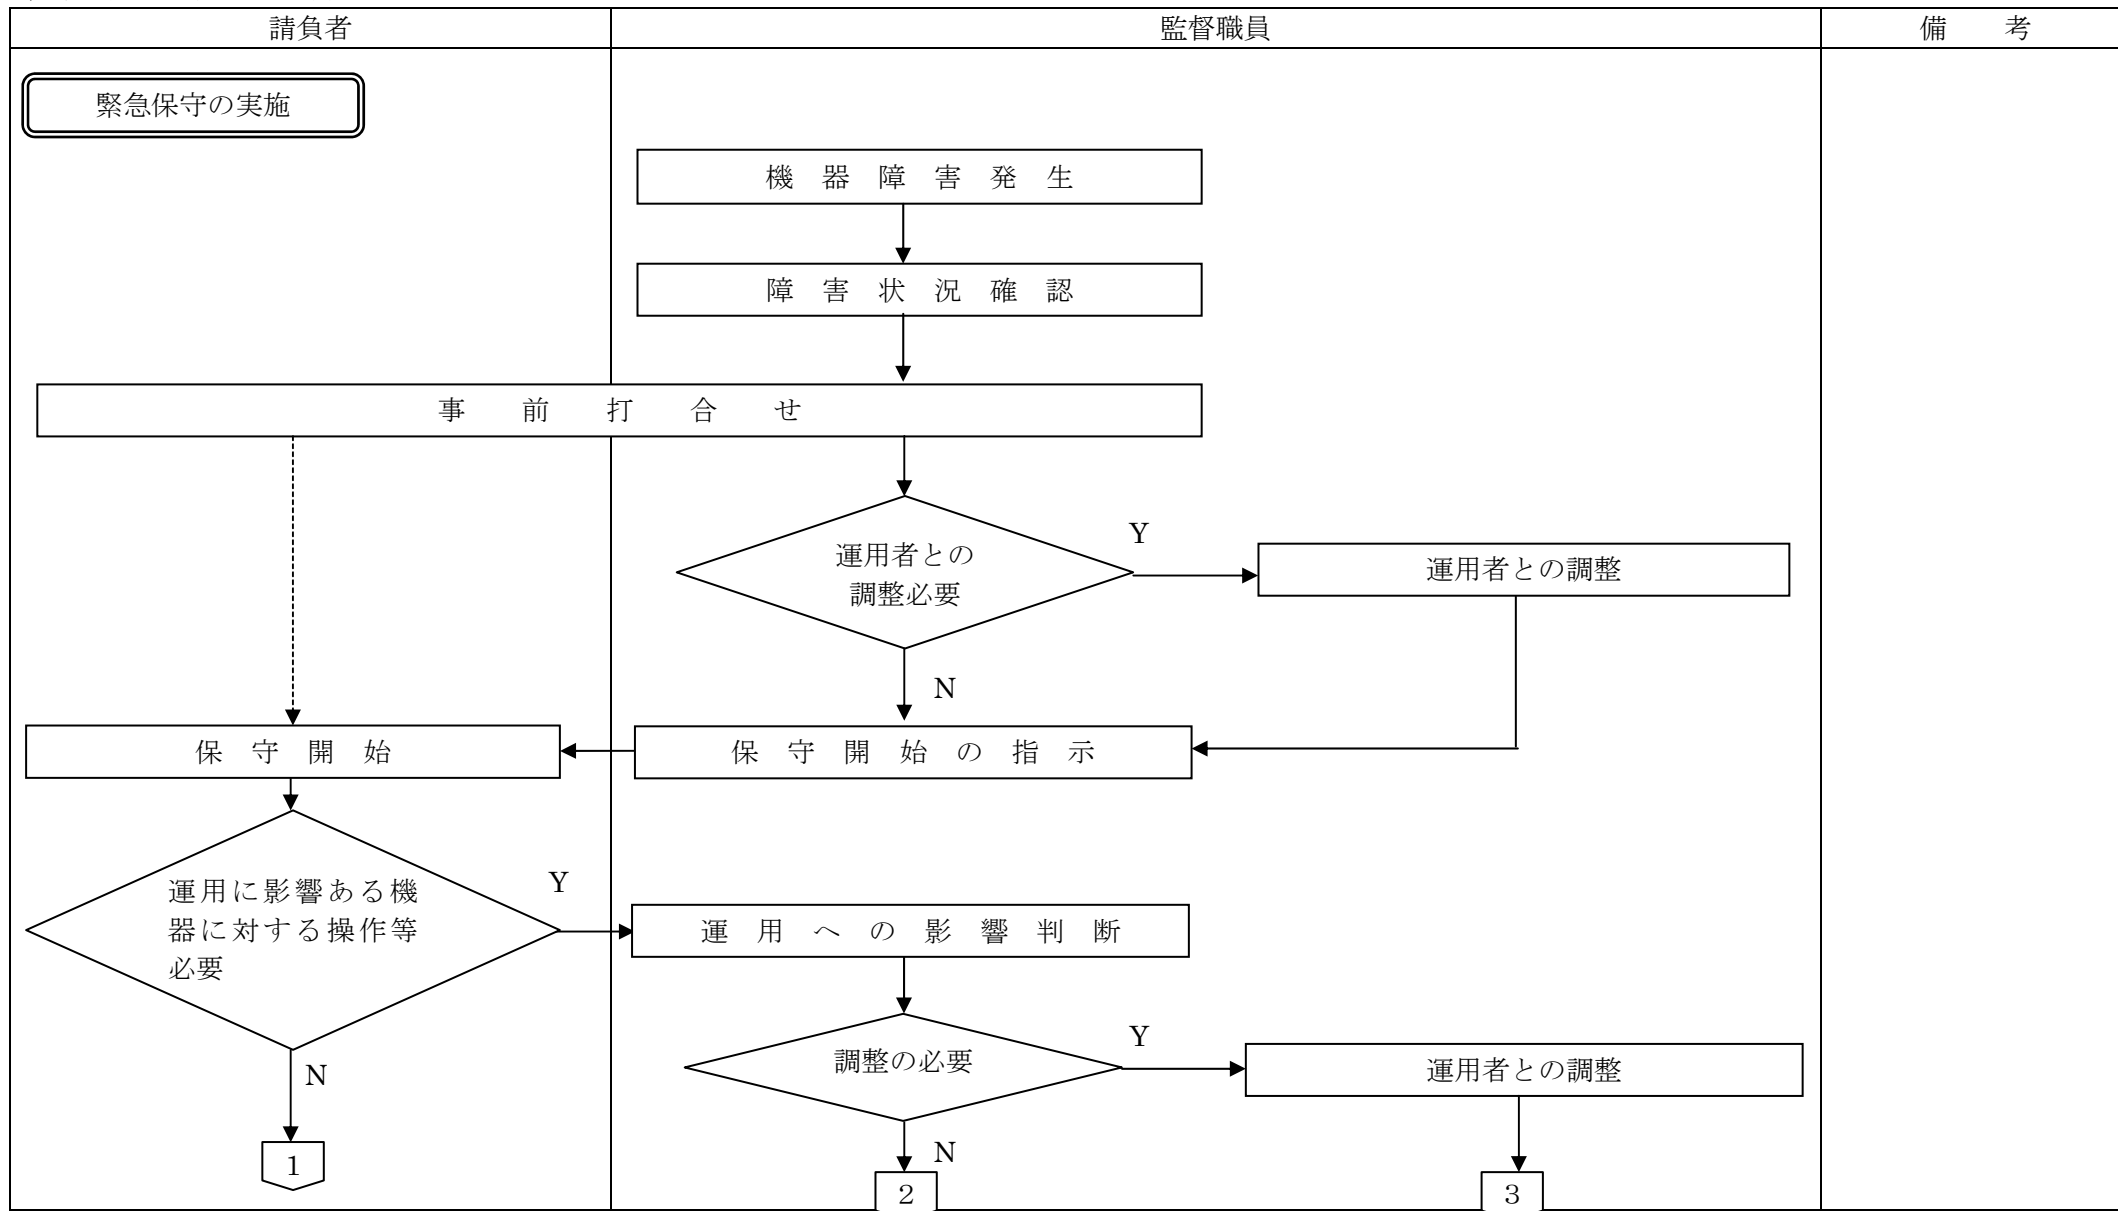 請負者
監督職員
備　考
緊急保守の実施
機　器　障　害　発　生
障　害　状　況　確　認
事　前　打　合　せ
Y
運用者との
調整必要
運用者との調整
N
保　守　開　始
保　守　開　始　の　指　示
Y
運用に影響ある機
器に対する操作等
必要
運　用　へ　の　影　響　判　断
Y
調整の必要
運用者との調整
N
N
1
2
3